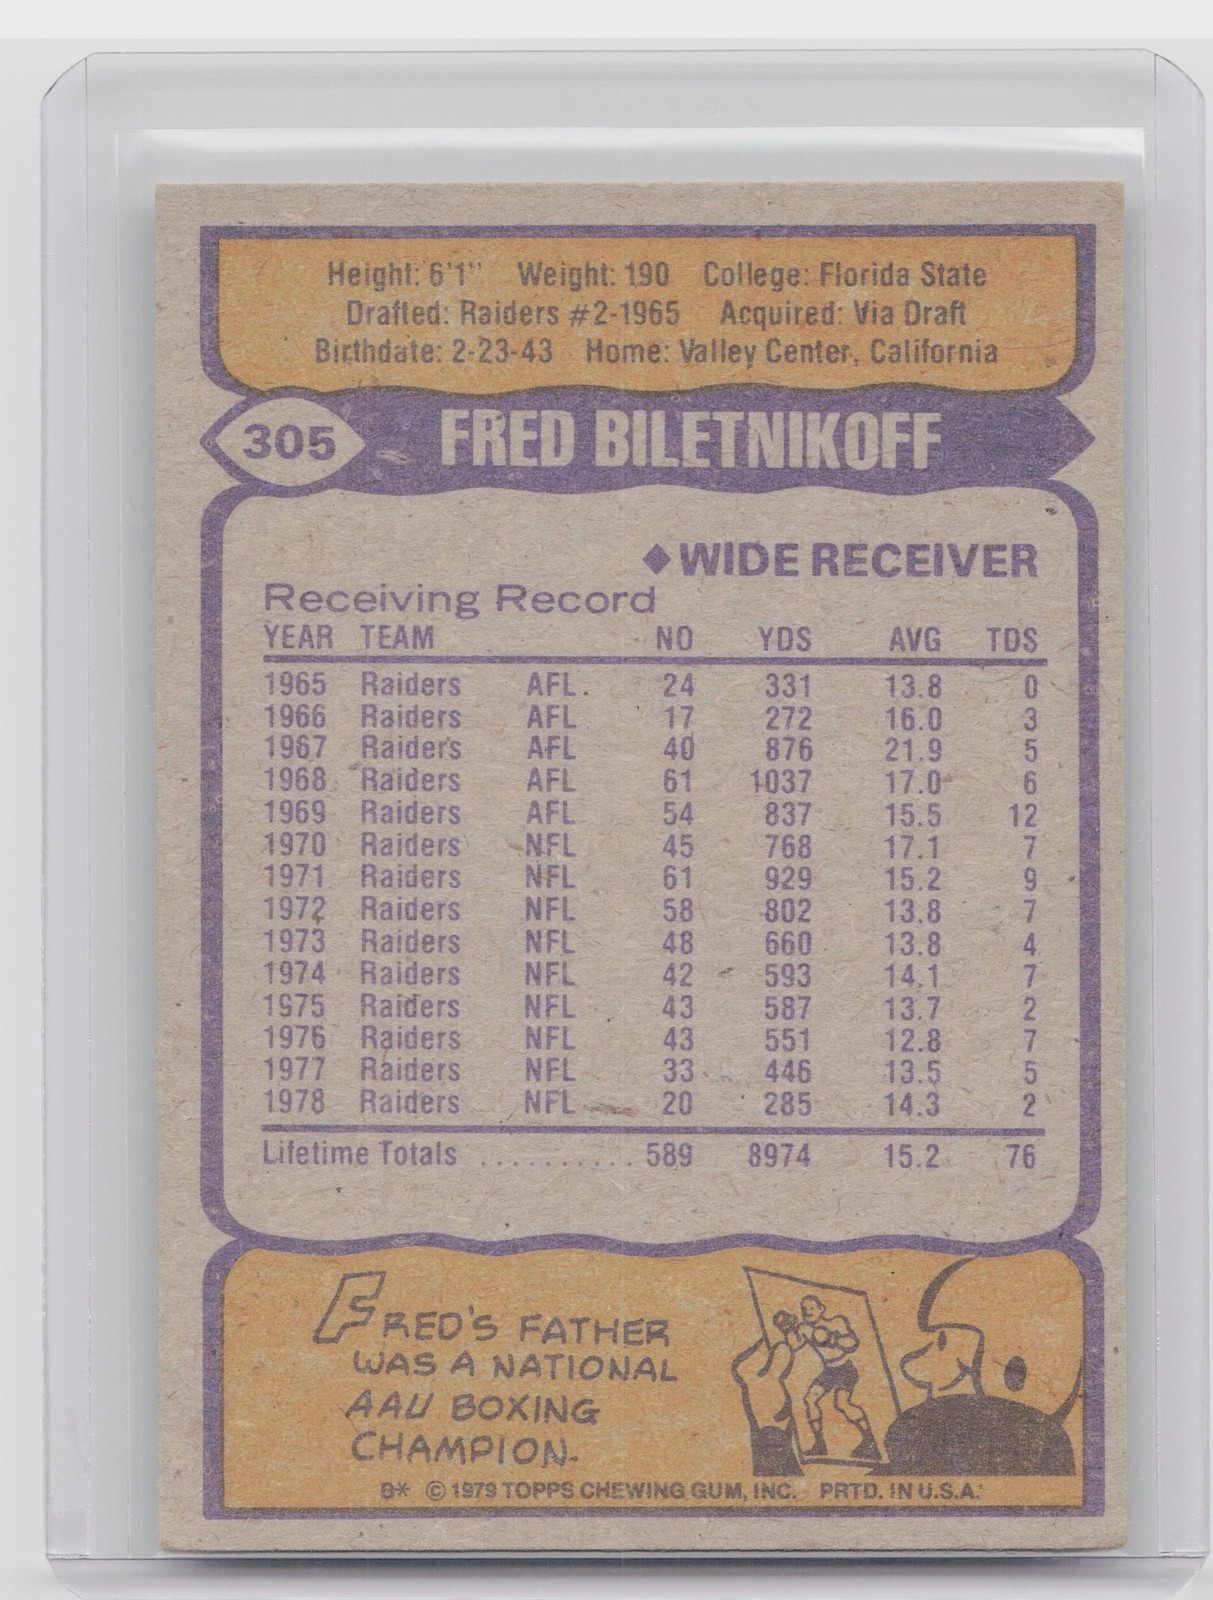 Height: 6'1" Weight: 190 College: Florida State
Drafted: Raiders #2-1965 Acquired: Via Draft
Birthdate: 2-23-43 Home: Valley Center, California
305 FRED BILETNIKOFF
◆WIDE RECEIVER
Receiving Record
YEAR TEAM NO YDS AVG TDS
1965 Raiders AFL. 24 331 13.8 0
1966 Raiders AFL 17 272 16.0 3
1967 Raiders AFL 40 876 21.9 5
1968 Raiders AFL 61 1037 17.0 6
1969 Raiders AFL 54 837 15.5 12
1970 Raiders NFL 45 768 17.1 7
1971 Raiders NFL 61 929 15.2 9
1972 Raiders NFL 58 802 13.8 7
1973 Raiders NFL 48 660 13.8 4
1974 Raiders NFL 42 593 14.1 7
1975 Raiders NFL 43 587 13.7 2
1976 Raiders NFL 43 551 12.8 7
1977 Raiders NFL 33 446 13.5 5
1978 Raiders NFL 20 285 14.3 2
Lifetime Totals .......... 589 8974 15.2 76
FRED'S FATHER
WAS A NATIONAL
AAU BOXING
CHAMPION.
B* © 1979 TOPPS CHEWING GUM, INC. PRTD. IN U.S.A.